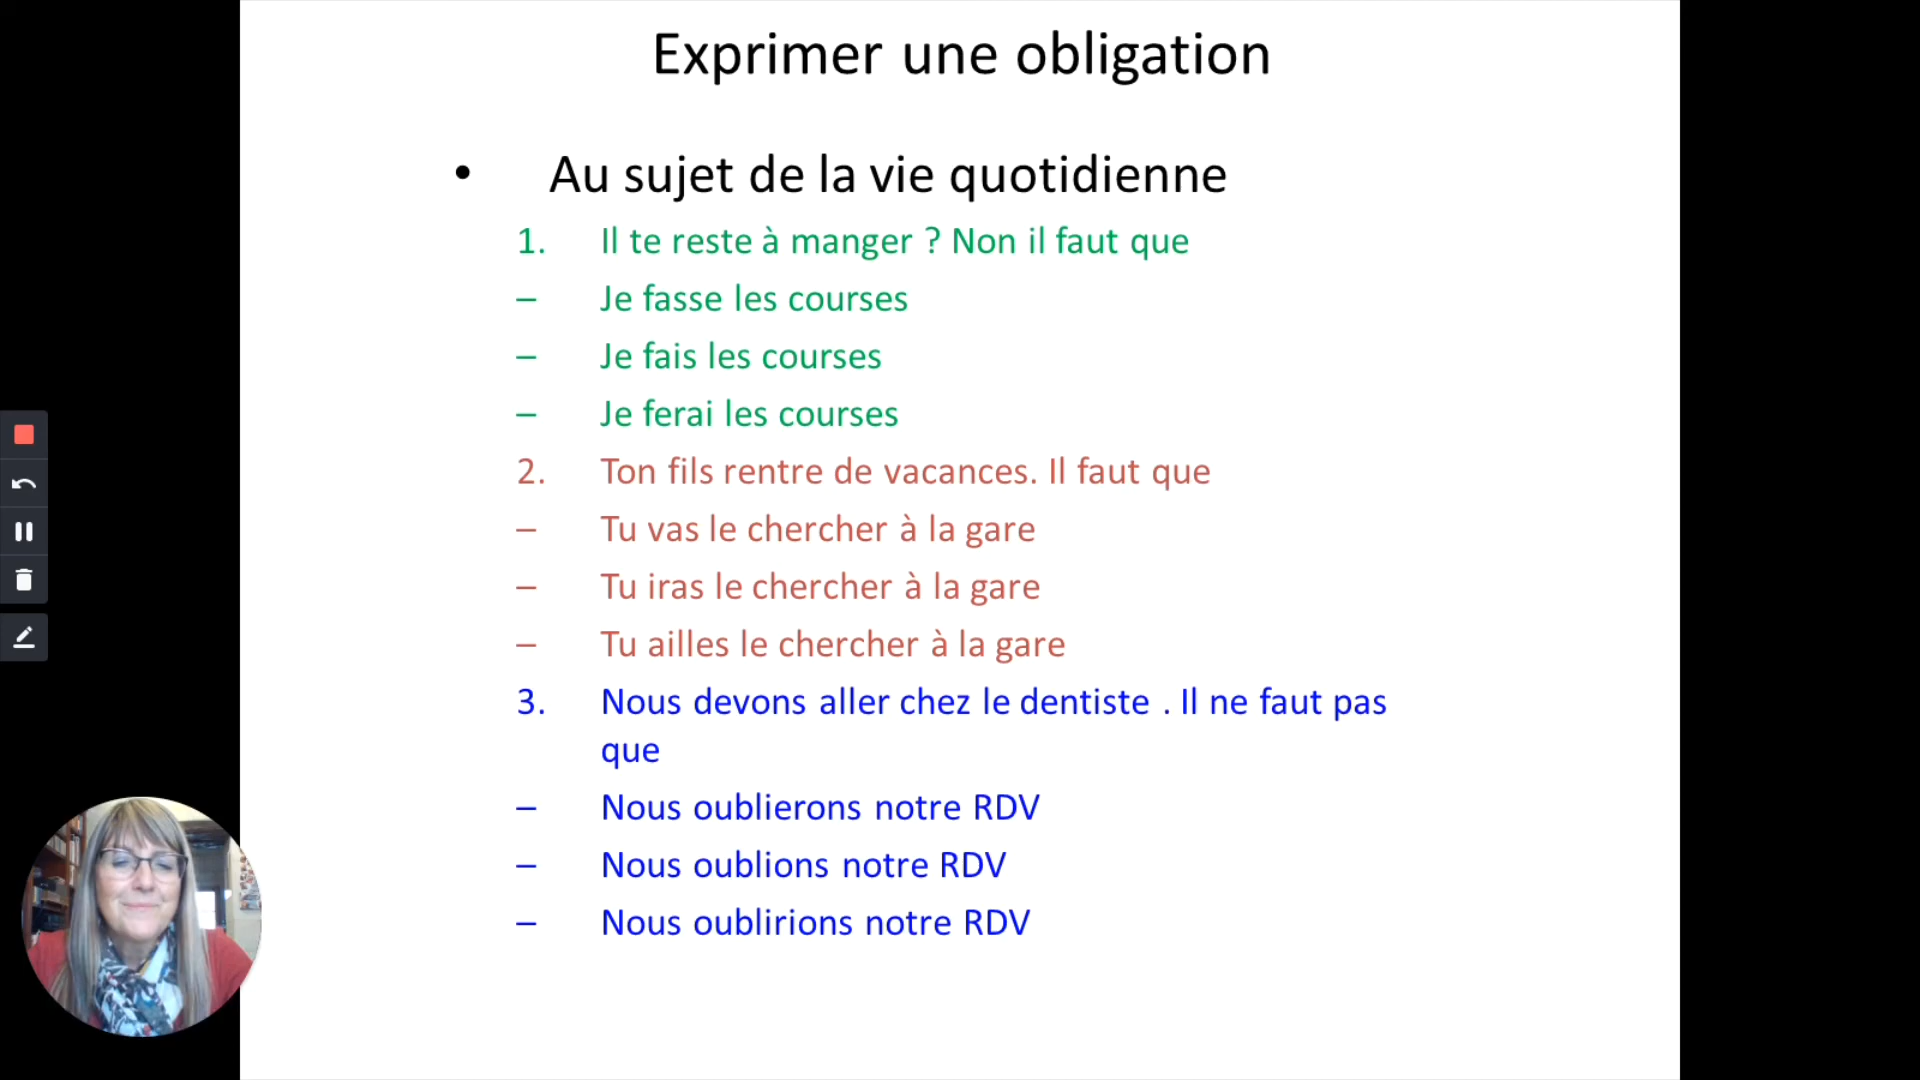 Exprimer une obligation
• Au sujet de la vie quotidienne
1. Il te reste à manger ? Non il faut que
– Je fasse les courses
– Je fais les courses
– Je ferai les courses
2. Ton fils rentre de vacances. Il faut que
– Tu vas le chercher à la gare
– Tu iras le chercher à la gare
– Tu ailles le chercher à la gare
3. Nous devons aller chez le dentiste . Il ne faut pas
que
– Nous oublierons notre RDV
– Nous oublions notre RDV
– Nous oublirions notre RDV